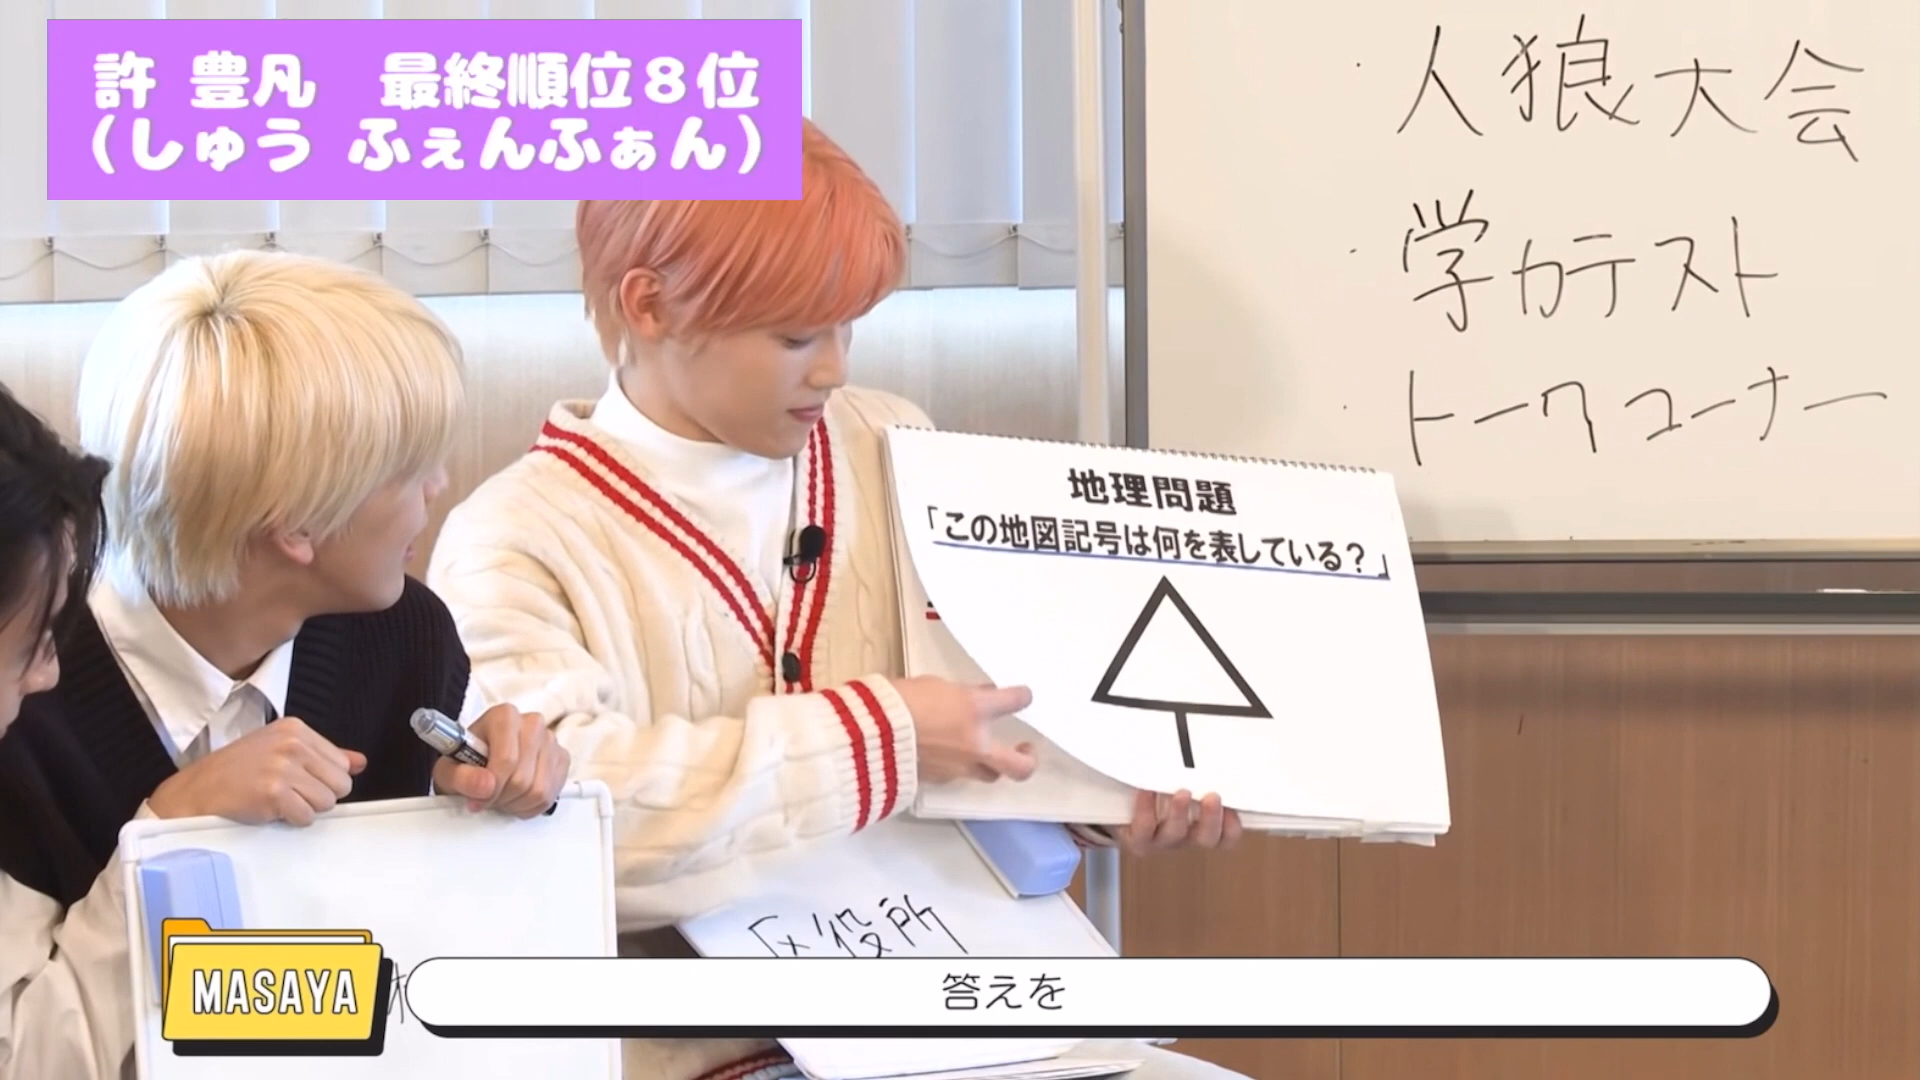 許 豊凡 最終順位8位
(しゅう ふぇんふぁん)
・人狼大会
・学力テスト
・トークコーナー
地理問題
「この地図記号は何を表している？」
区役所
MASAYA
答えを